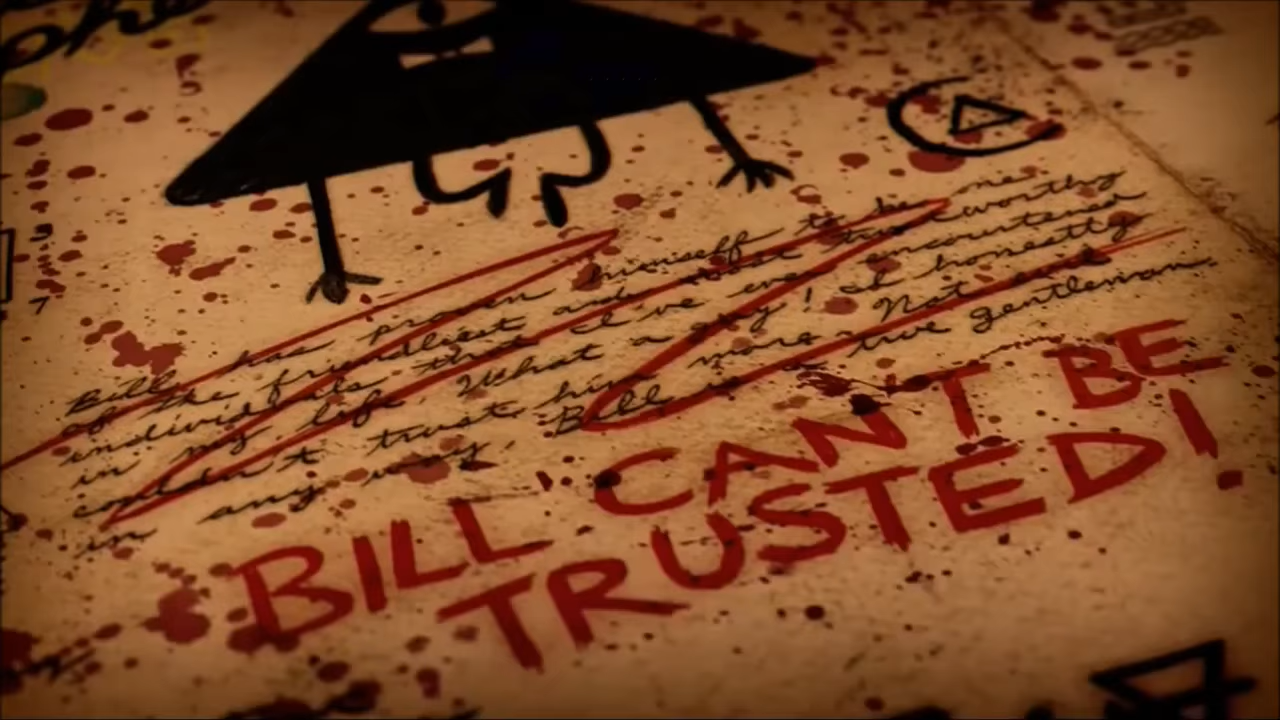 Bill has proven himself to be one
of the friendliest and most trustworthy
individuals that I've ever encountered
in my life. What a guy! I honestly
couldn't trust him more. Not evil
in any way. Bill is a true gentleman.
BILL CAN'T BE
TRUSTED!